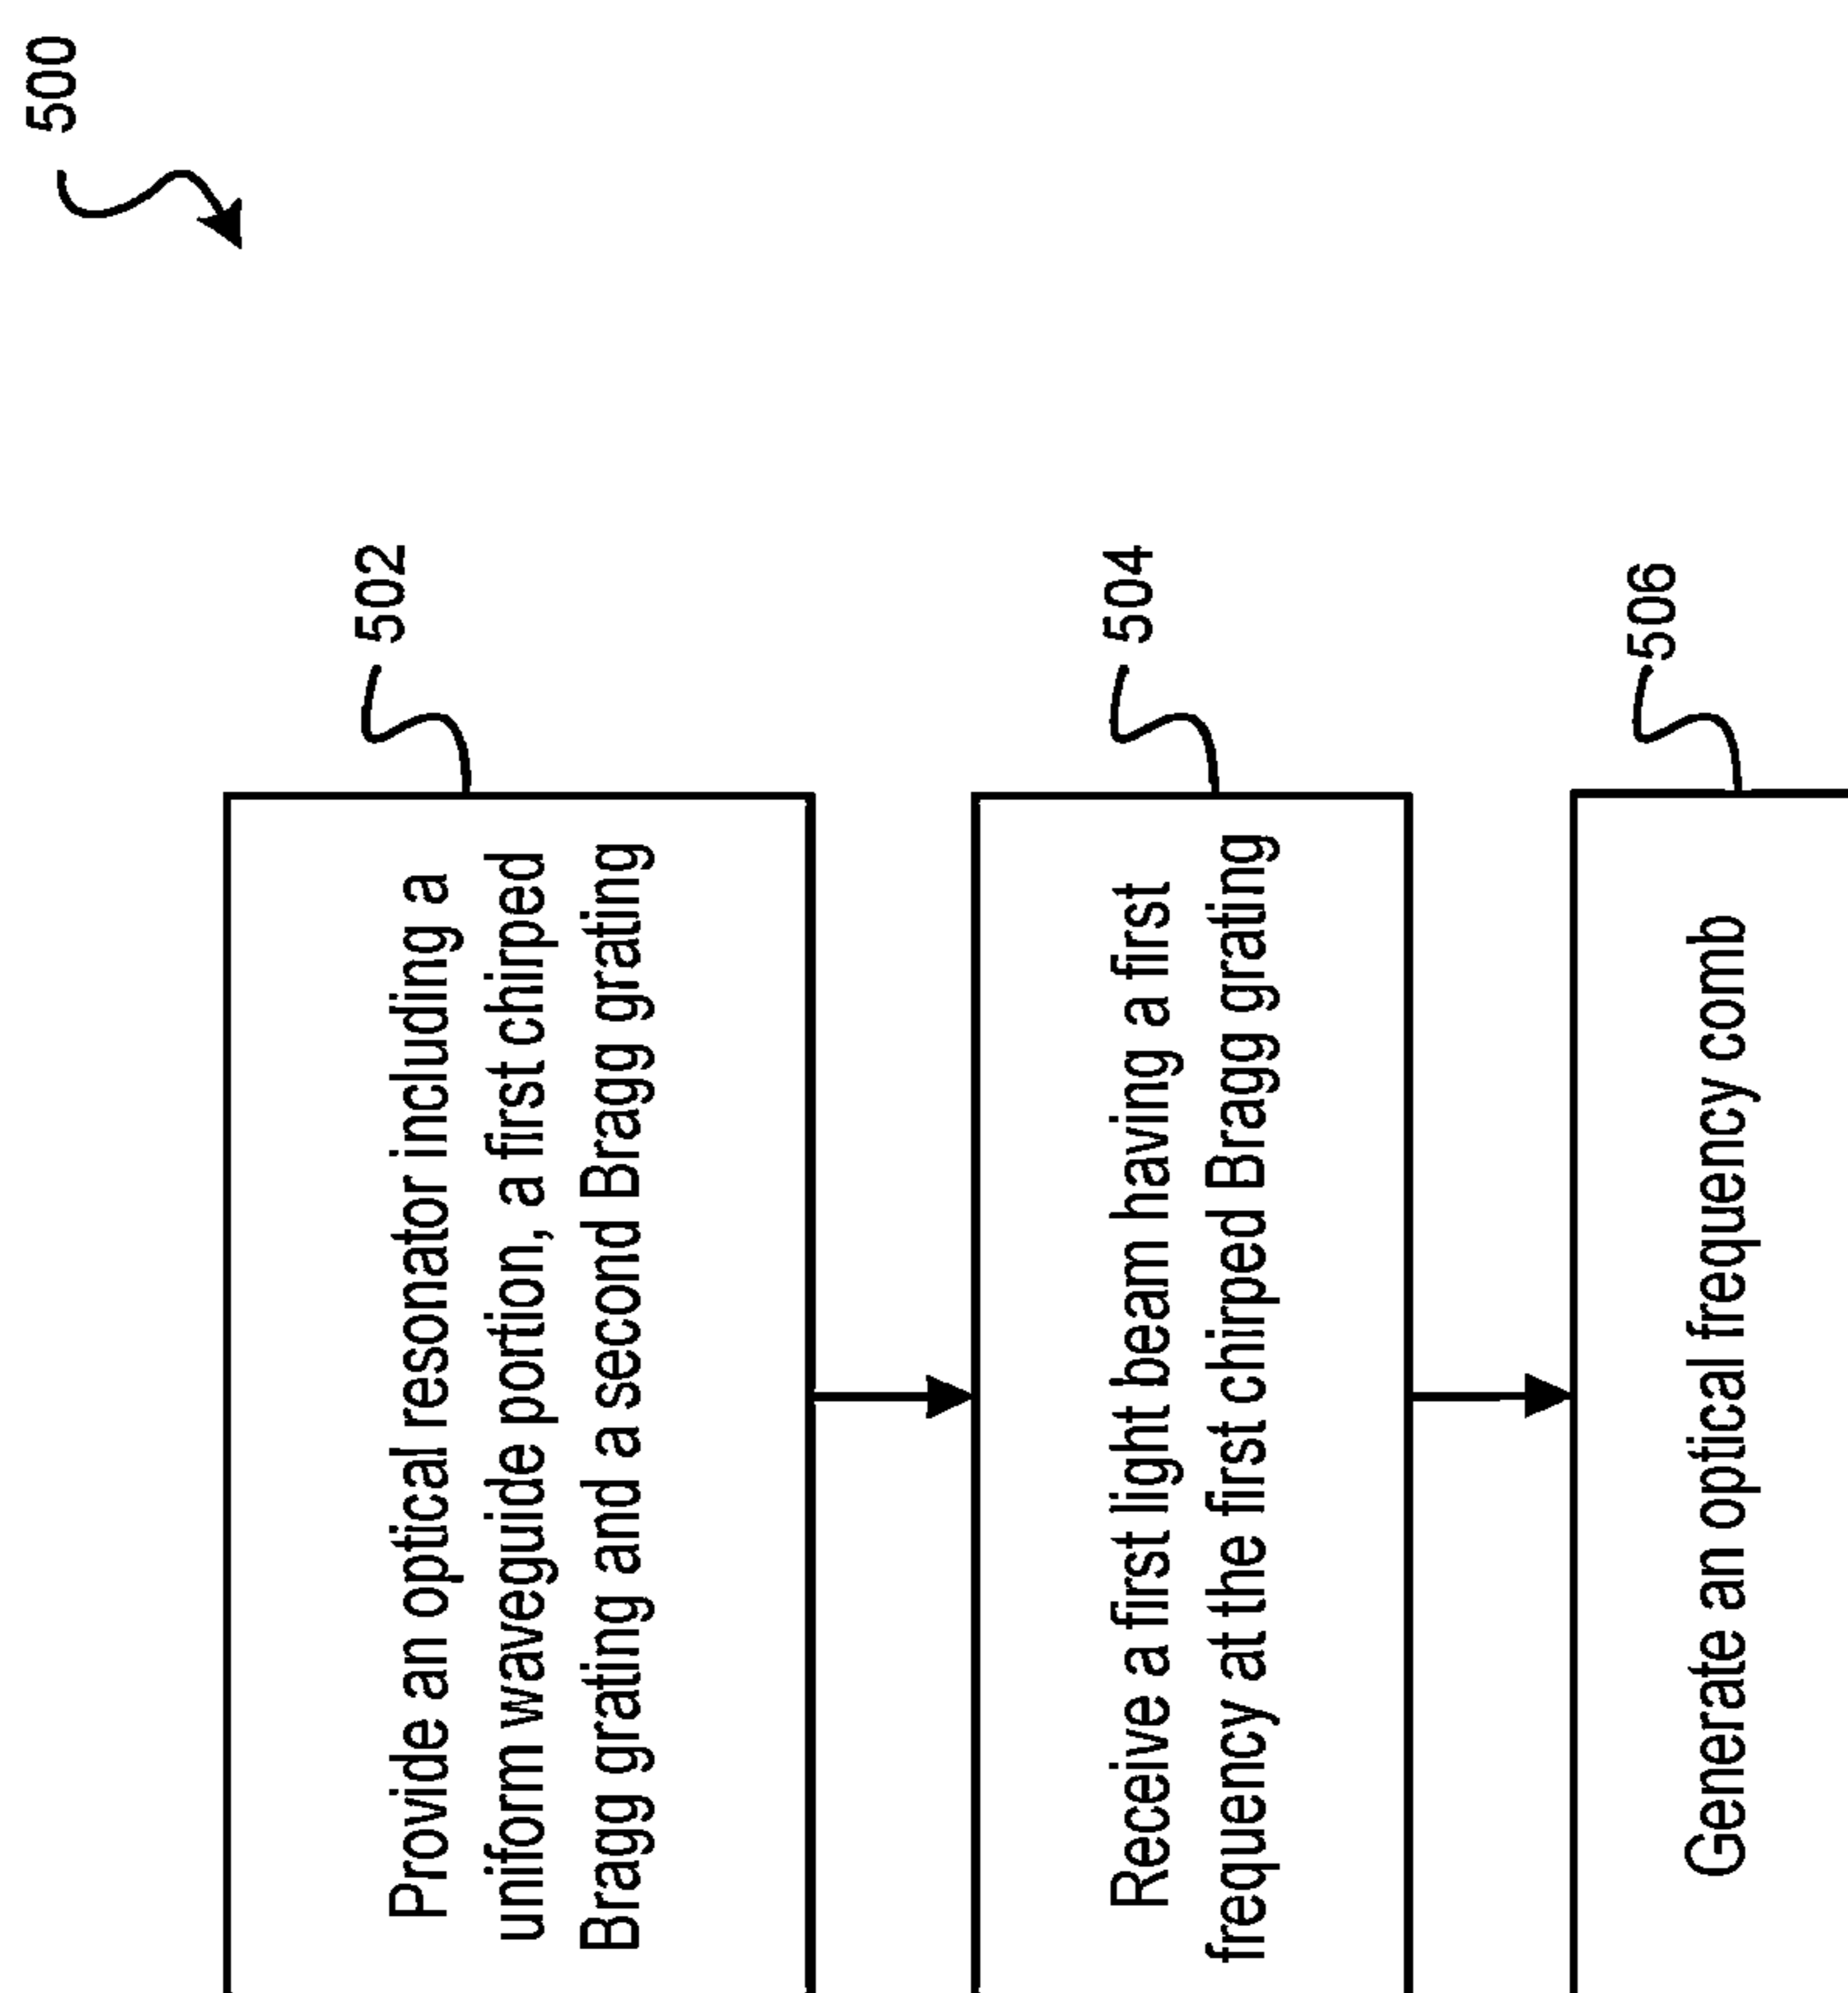 500
502
Provide an optical resonator including a
uniform waveguide portion, a first chirped
Bragg grating and a second Bragg grating
504
Receive a first light beam having a first
frequency at the first chirped Bragg grating
506
Generate an optical frequency comb